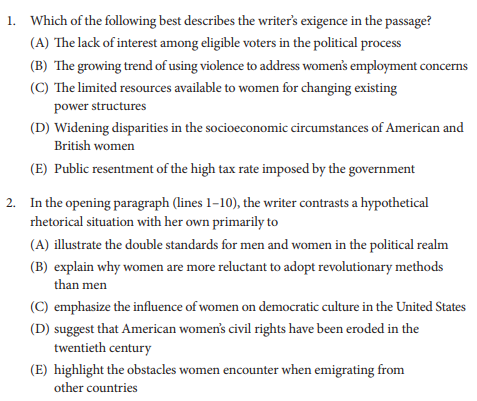 1. Which of the following best describes the writer's exigence in the passage?
(A) The lack of interest among eligible voters in the political process
(B) The growing trend of using violence to address women's employment concerns
(C) The limited resources available to women for changing existing
power structures
(D) Widening disparities in the socioeconomic circumstances of American and
British women
(E) Public resentment of the high tax rate imposed by the government
2. In the opening paragraph (lines 1–10), the writer contrasts a hypothetical
rhetorical situation with her own primarily to
(A) illustrate the double standards for men and women in the political realm
(B) explain why women are more reluctant to adopt revolutionary methods
than men
(C) emphasize the influence of women on democratic culture in the United States
(D) suggest that American women's civil rights have been eroded in the
twentieth century
(E) highlight the obstacles women encounter when emigrating from
other countries